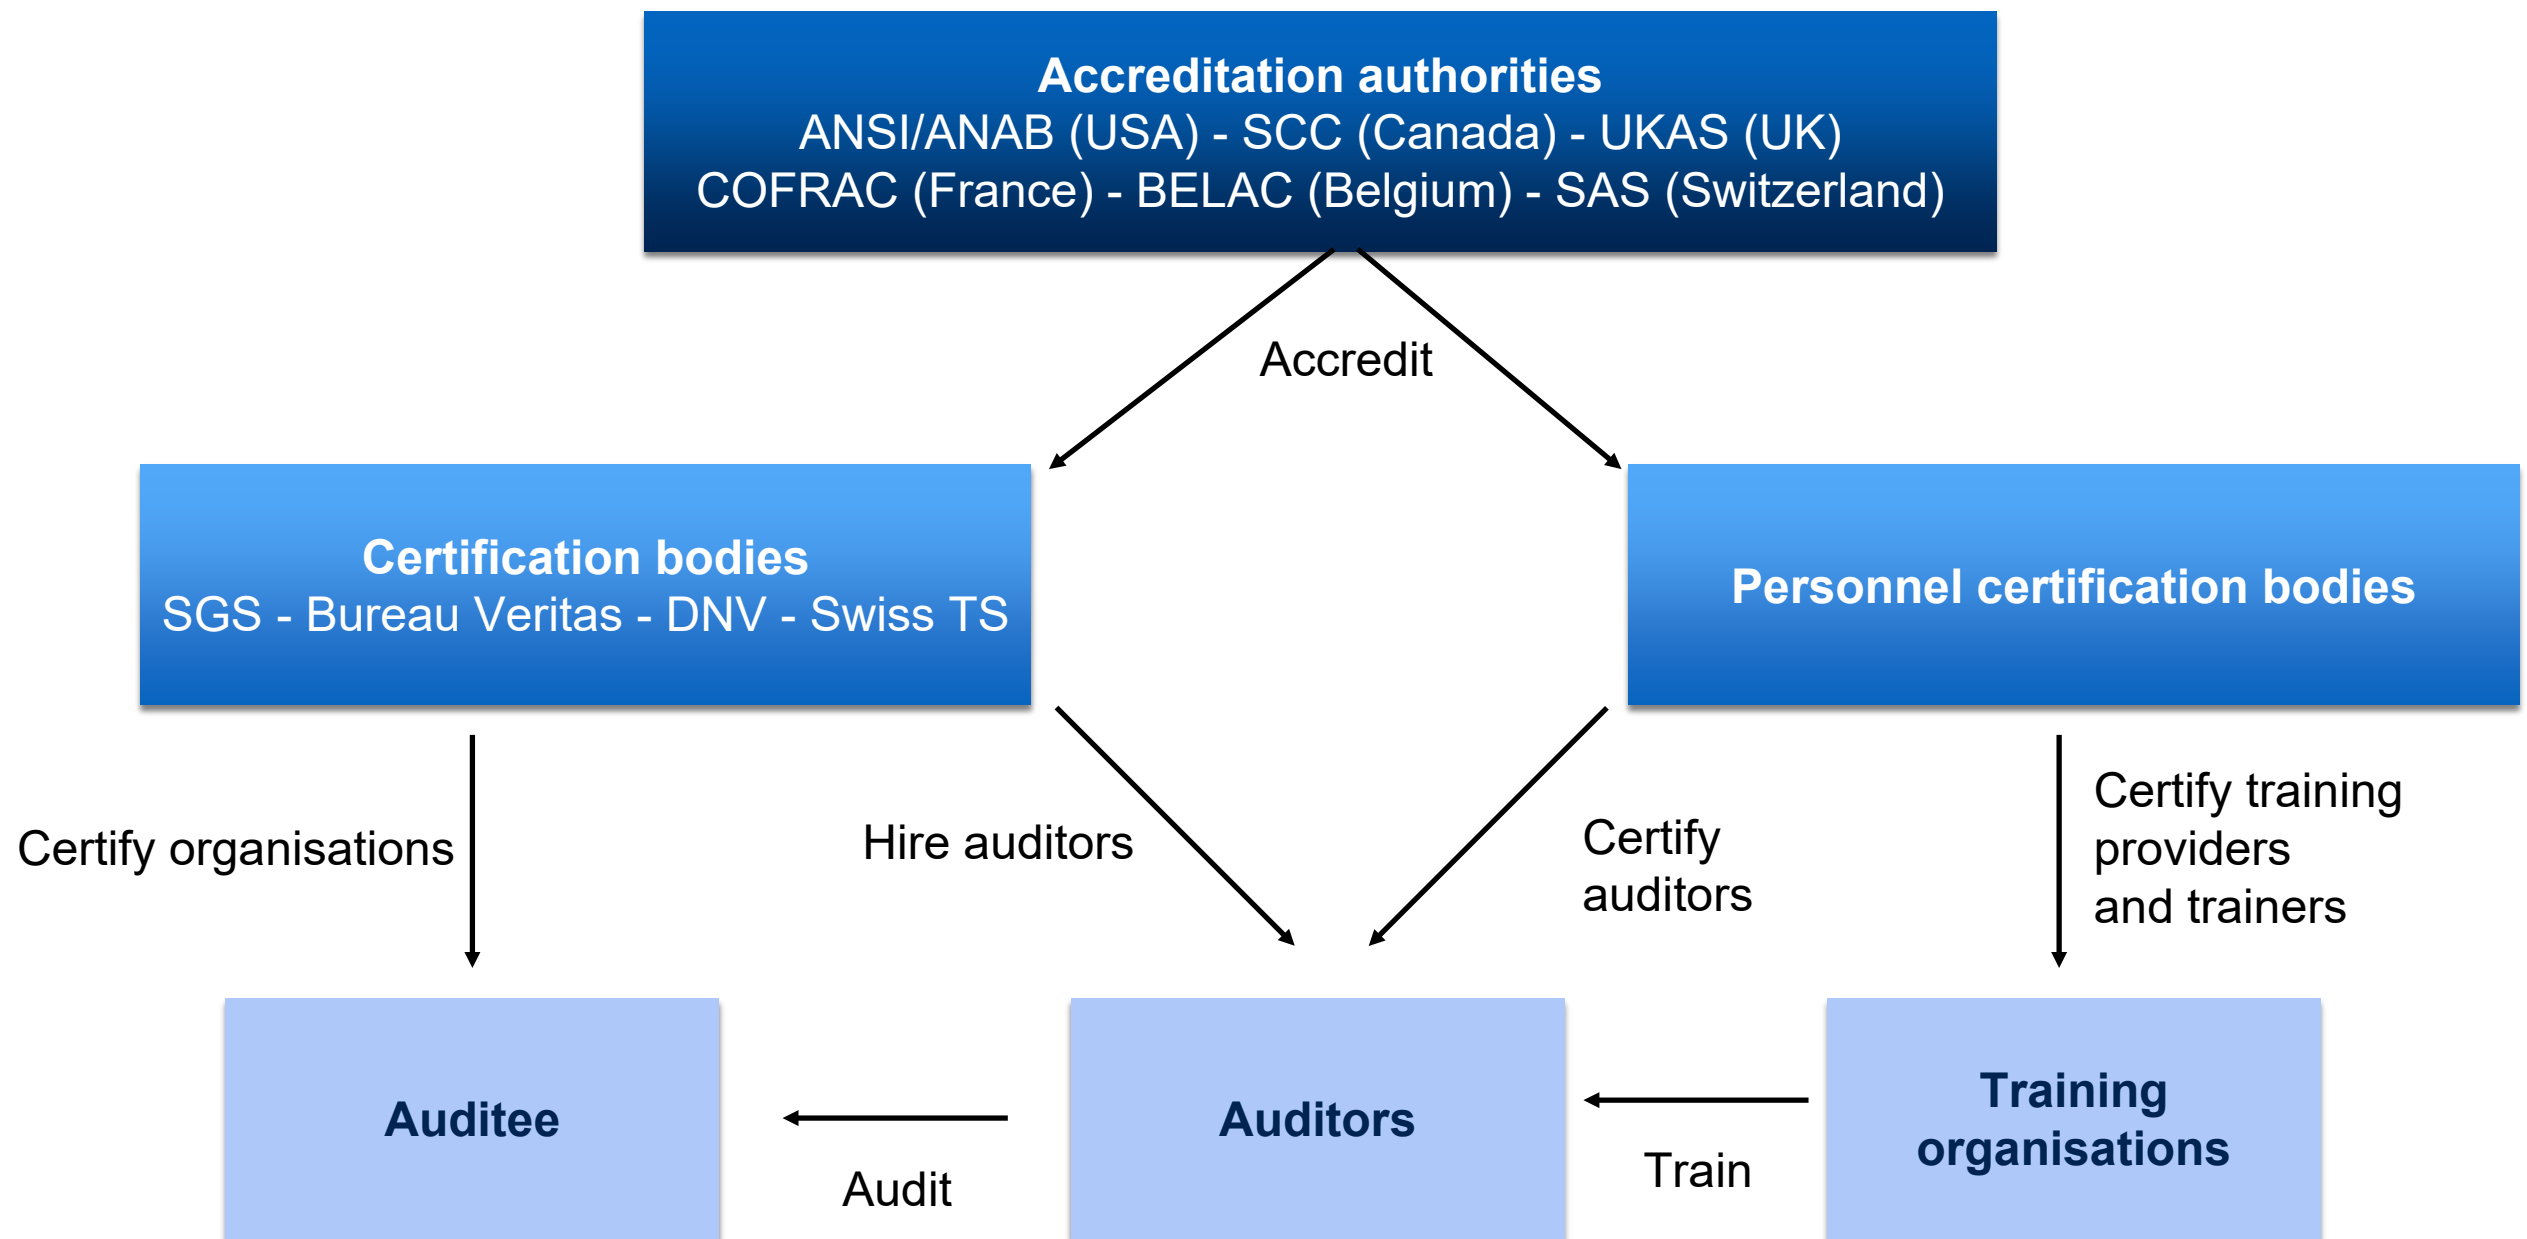 Accreditation authorities
ANSI/ANAB (USA) - SCC (Canada) - UKAS (UK)
COFRAC (France) - BELAC (Belgium) - SAS (Switzerland)
Accredit
Certification bodies
SGS - Bureau Veritas - DNV - Swiss TS
Personnel certification bodies
Certify organisations
Hire auditors
Certify
auditors
Certify training
providers
and trainers
Auditee
Audit
Auditors
Train
Training
organisations